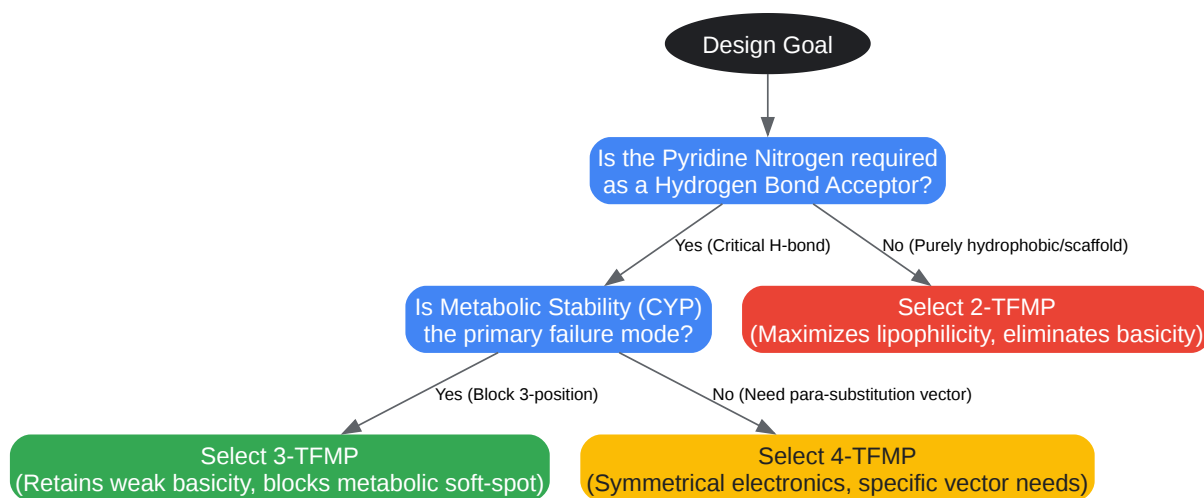 Design Goal
Is the Pyridine Nitrogen required
as a Hydrogen Bond Acceptor?
Yes (Critical H-bond)
No (Purely hydrophobic/scaffold)
Is Metabolic Stability (CYP)
the primary failure mode?
Select 2-TFMP
(Maximizes lipophilicity, eliminates basicity)
Yes (Block 3-position)
No (Need para-substitution vector)
Select 3-TFMP
(Retains weak basicity, blocks metabolic soft-spot)
Select 4-TFMP
(Symmetrical electronics, specific vector needs)